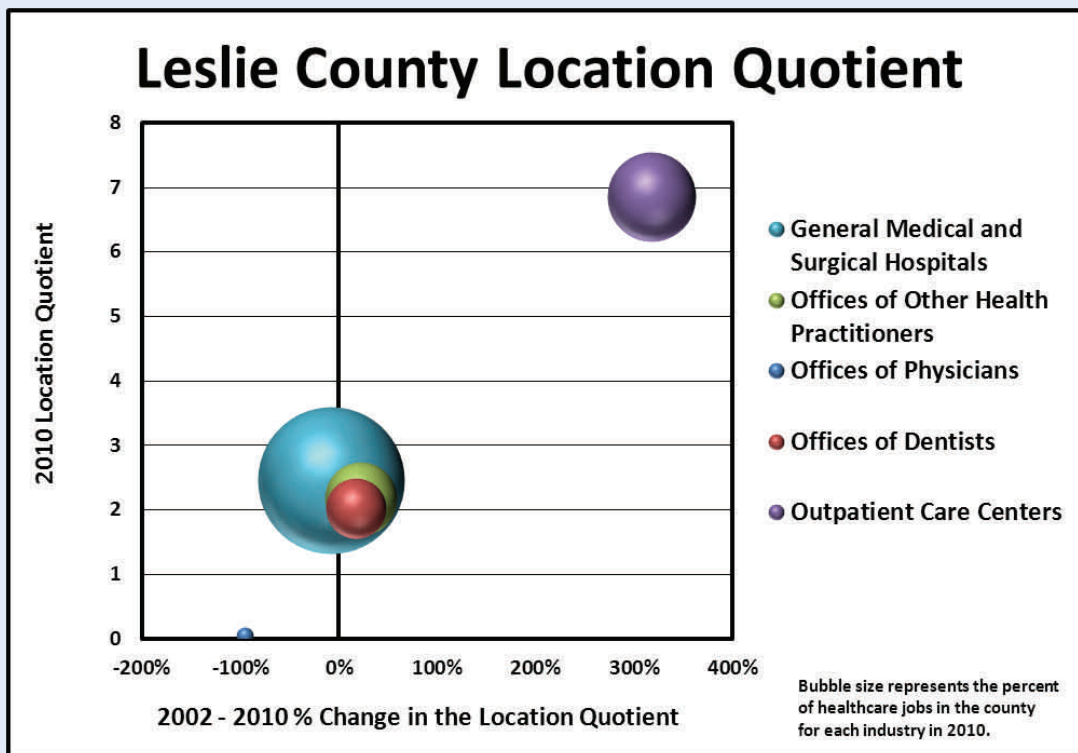 Leslie County Location Quotient
2010 Location Quotient
8
7
6
5
4
3
2
1
0
-200%
-100%
0%
100%
200%
300%
400%
2002 - 2010 % Change in the Location Quotient
General Medical and
Surgical Hospitals
Offices of Other Health
Practitioners
Offices of Physicians
Offices of Dentists
Outpatient Care Centers
Bubble size represents the percent
of healthcare jobs in the county
for each industry in 2010.